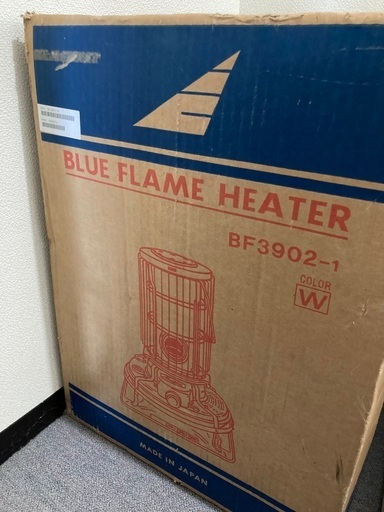 BLUE FLAME HEATER
BF3902-1
COLOR
W
MADE IN JAPAN